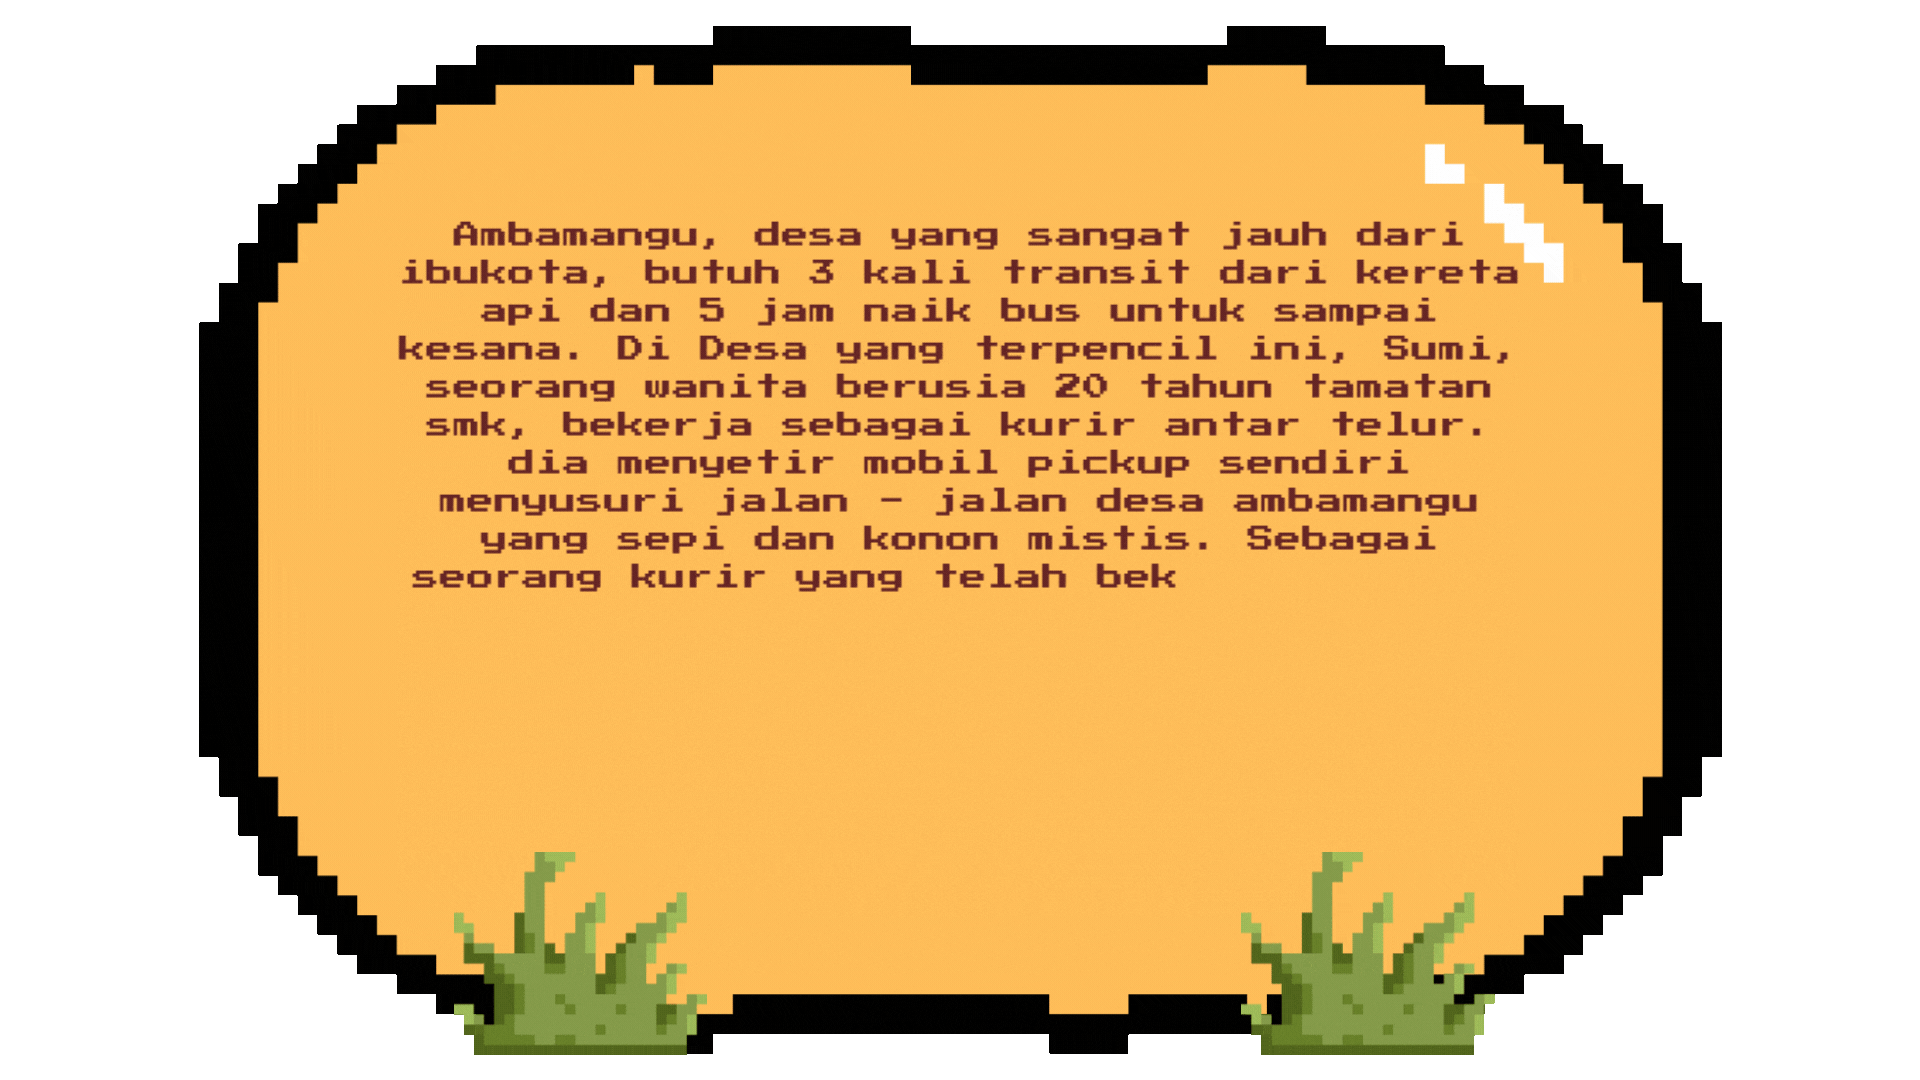 Ambamangu, desa yang sangat jauh dari
ibukota, butuh 3 kali transit dari kereta
api dan 5 jam naik bus untuk sampai
kesana. Di Desa yang terpencil ini, Sumi,
seorang wanita berusia 20 tahun tamatan
smk, bekerja sebagai kurir antar telur.
dia menyetir mobil pickup sendiri
menyusuri jalan - jalan desa ambamangu
yang sepi dan konon mistis. Sebagai
seorang kurir yang telah bek